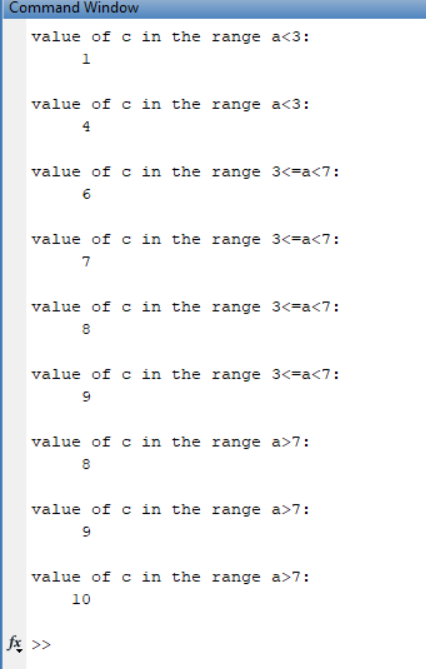 Command Window
value of c in the range a<3:
1
value of c in the range a<3:
4
value of c in the range 3<=a<7:
6
value of c in the range 3<=a<7:
7
value of c in the range 3<=a<7:
8
value of c in the range 3<=a<7:
9
value of c in the range a>7:
8
value of c in the range a>7:
9
value of c in the range a>7:
10
fx >>